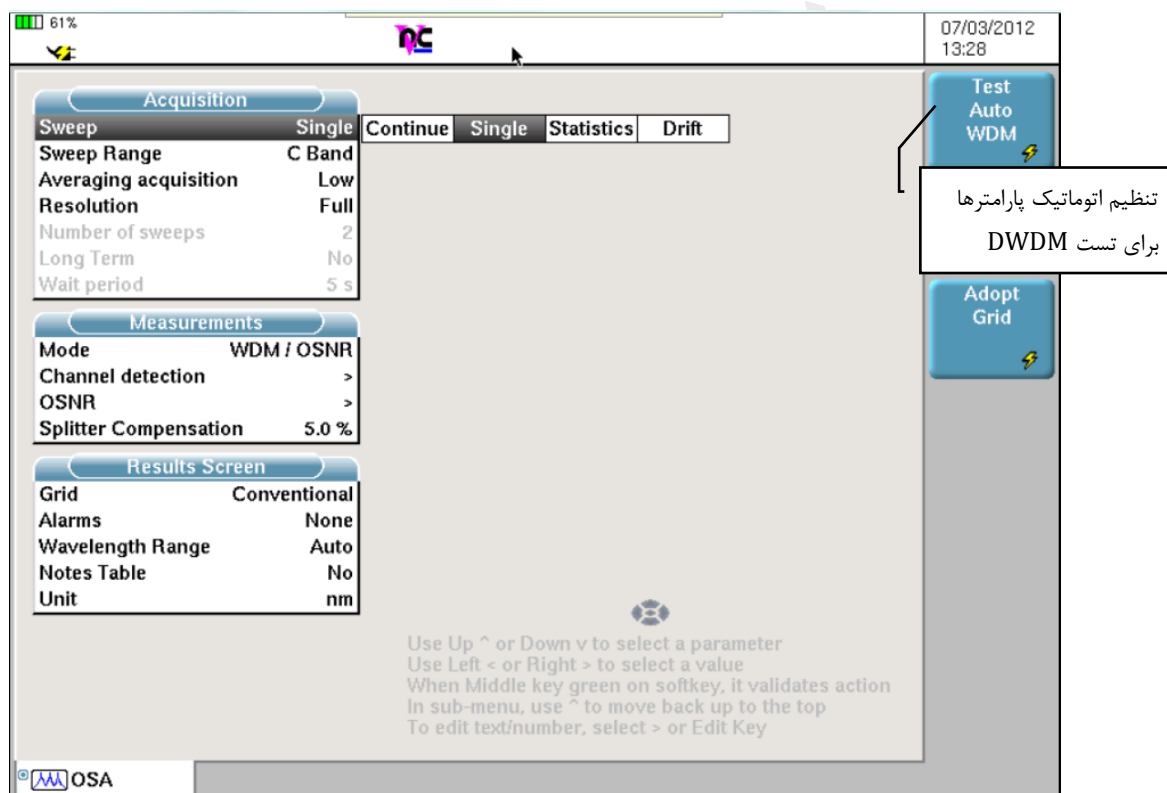 61%
nc
07/03/2012
13:28
Acquisition
Sweep Single Continue Single Statistics Drift
Sweep Range C Band
Averaging acquisition Low
Resolution Full
Number of sweeps 2
Long Term No
Wait period 5 s
Measurements
Mode WDM / OSNR
Channel detection >
OSNR >
Splitter Compensation 5.0 %
Results Screen
Grid Conventional
Alarms None
Wavelength Range Auto
Notes Table No
Unit nm
Test
Auto
WDM
تنظیم اتوماتیک پارامترها
برای تست DWDM
Adopt
Grid
Use Up ^ or Down v to select a parameter
Use Left < or Right > to select a value
When Middle key green on softkey, it validates action
In sub-menu, use ^ to move back up to the top
To edit text/number, select > or Edit Key
OSA